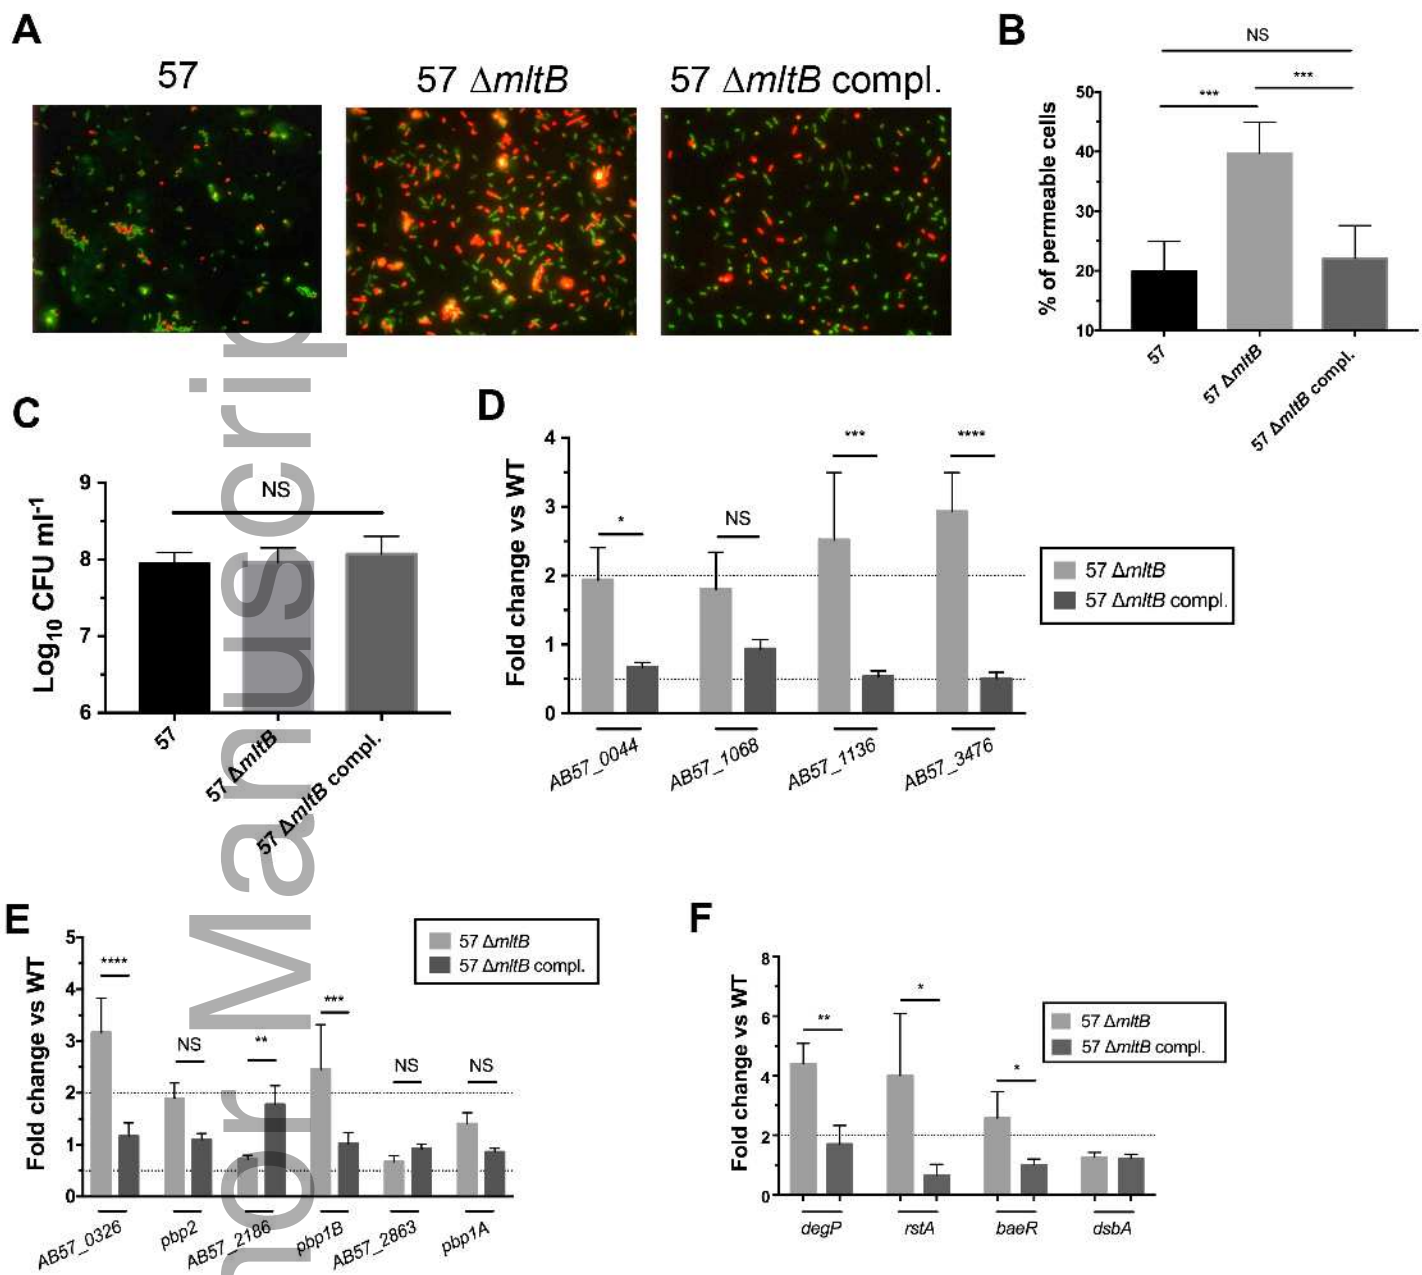 A
57
57 ΔmltB
57 ΔmltB compl.
B
NS
***
***
% of permeable cells
50
40
30
20
10
57
57 ΔmltB
57 ΔmltB compl.
C
Log10 CFU ml-1
9
8
7
6
NS
57
57 ΔmltB
57 ΔmltB compl.
D
Fold change vs WT
4
3
2
1
0
*
NS
***
****
AB57_0044
AB57_1068
AB57_1136
AB57_3476
57 ΔmltB
57 ΔmltB compl.
E
Fold change vs WT
5
4
3
2
1
0
****
NS
**
***
NS
NS
AB57_0326
pbp2
AB57_2186
pbp1B
AB57_2863
pbp1A
57 ΔmltB
57 ΔmltB compl.
F
Fold change vs WT
8
6
4
2
0
**
*
*
degP
rstA
baeR
dsbA
57 ΔmltB
57 ΔmltB compl.
or Manuscrip